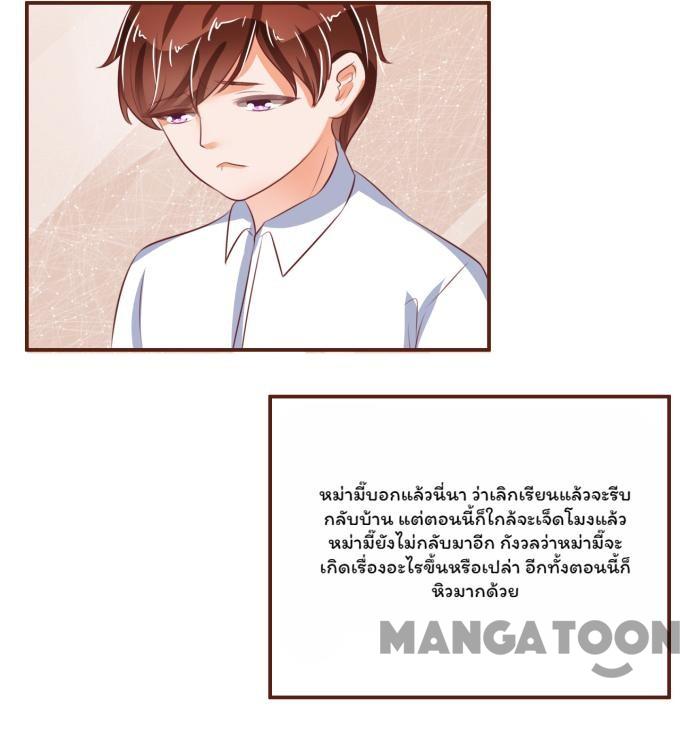 หม่ามี๊บอกแล้วนี่นา ว่าเลิกเรียนแล้วจะรีบ
กลับบ้าน แต่ตอนนี้ก็ใกล้จะเจ็ดโมงแล้ว
หม่ามี๊ยังไม่กลับมาอีก กังวลว่าหม่ามี๊จะ
เกิดเรื่องอะไรขึ้นหรือเปล่า อีกทั้งตอนนี้ก็
หิวมากด้วย
MANGATOON